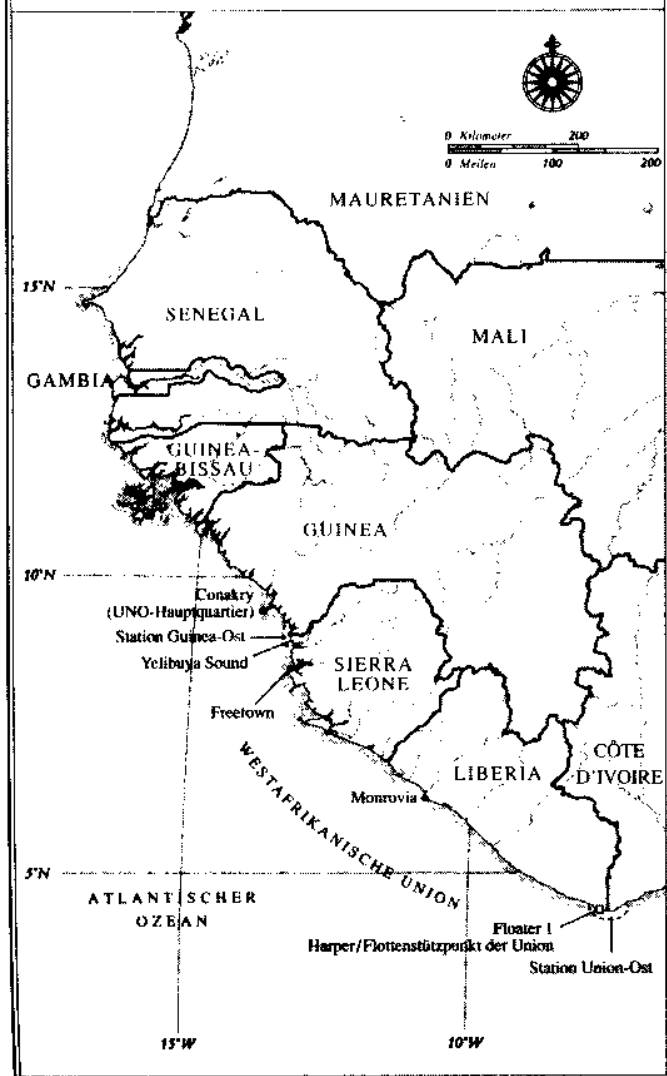 0 Kilometer 200
0 Meilen 100 200
MAURETANIEN
15°N
SENEGAL
MALI
GAMBIA
GUINEA-
BISSAU
GUINEA
10°N
Conakry
(UNO-Hauptquartier)
Station Guinea-Ost
Yelibuya Sound
SIERRA
LEONE
Freetown
CÔTE
D'IVOIRE
LIBERIA
Monrovia
WESTAFRIKANISCHE UNION
5°N
ATLANTISCHER
OZEAN
Floater 1
Harper/Flottenstützpunkt der Union
Station Union-Ost
15°W
10°W